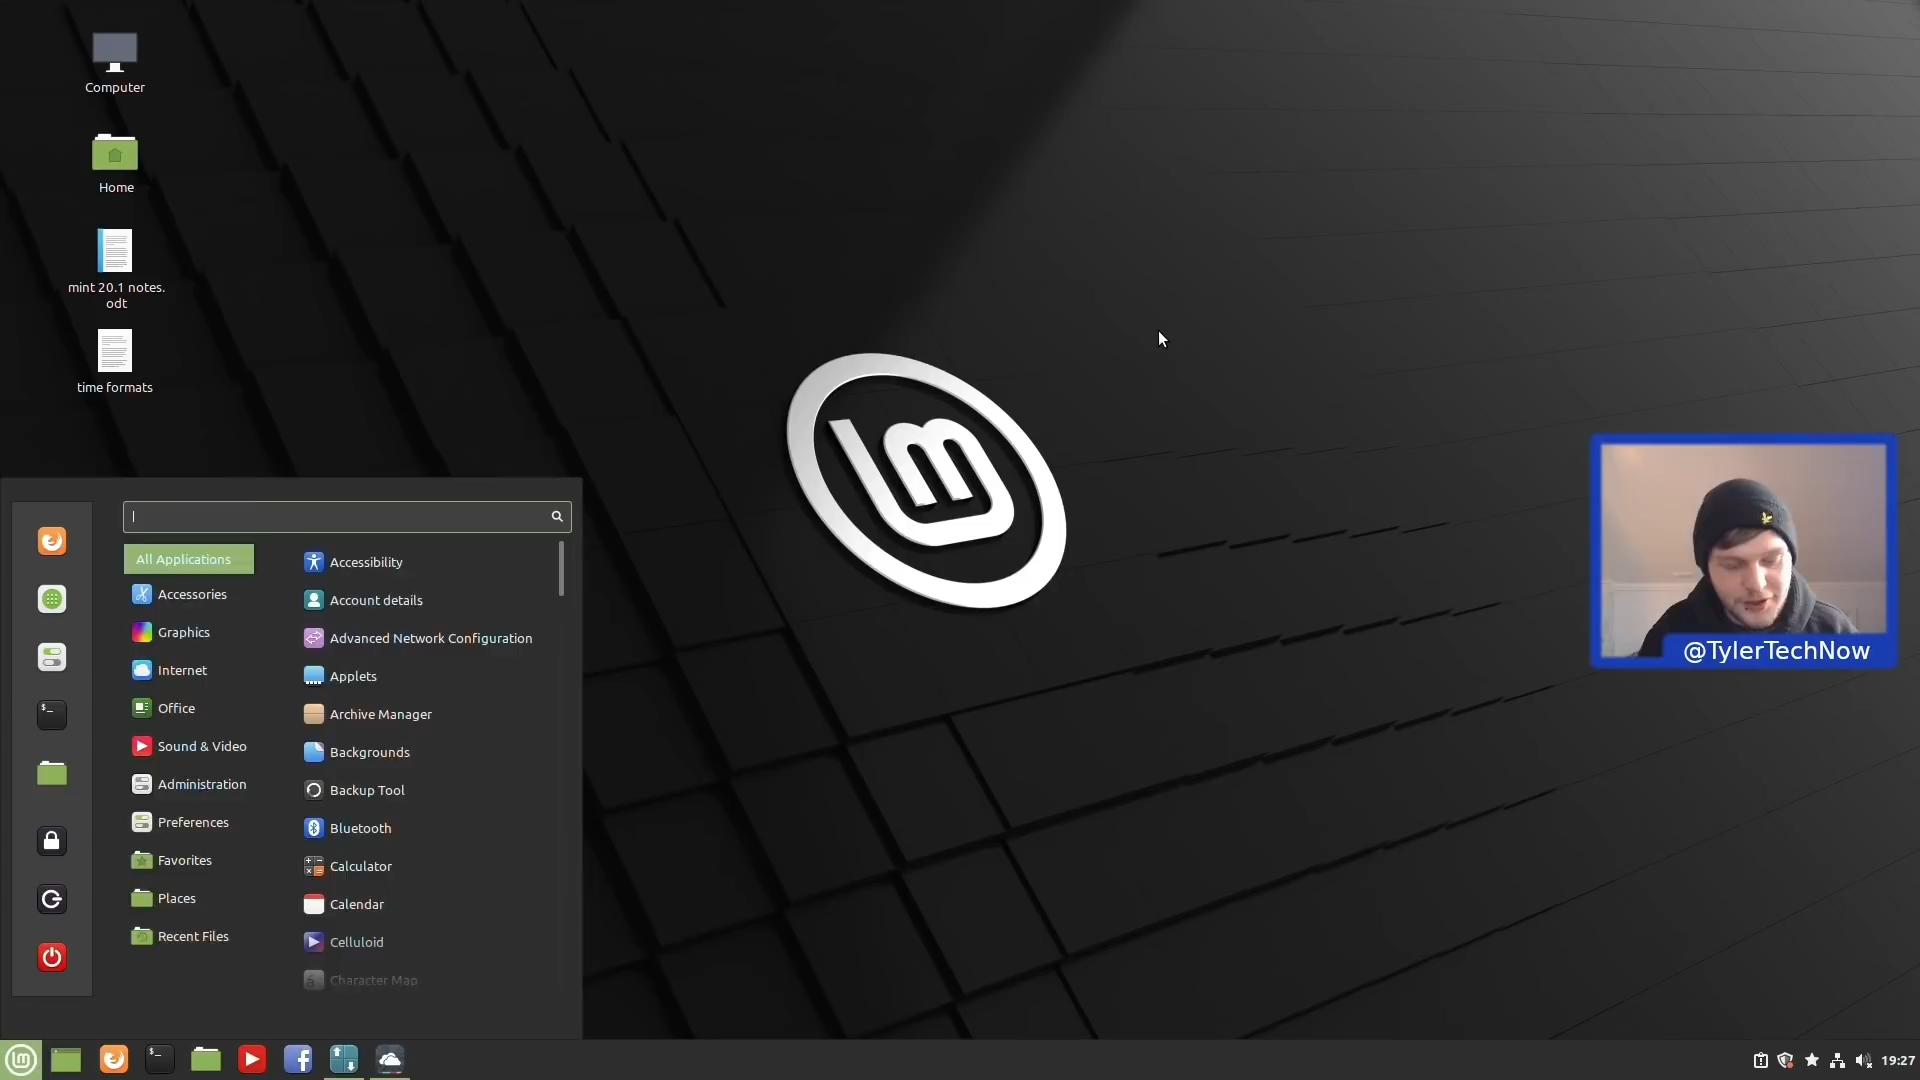 Computer
Home
mint 20.1 notes.
odt
time formats
All Applications
Accessories
Graphics
Internet
Office
Sound & Video
Administration
Preferences
Favorites
Places
Recent Files
Accessibility
Account details
Advanced Network Configuration
Applets
Archive Manager
Backgrounds
Backup Tool
Bluetooth
Calculator
Calendar
Celluloid
Character Map
@TylerTechNow
19:27